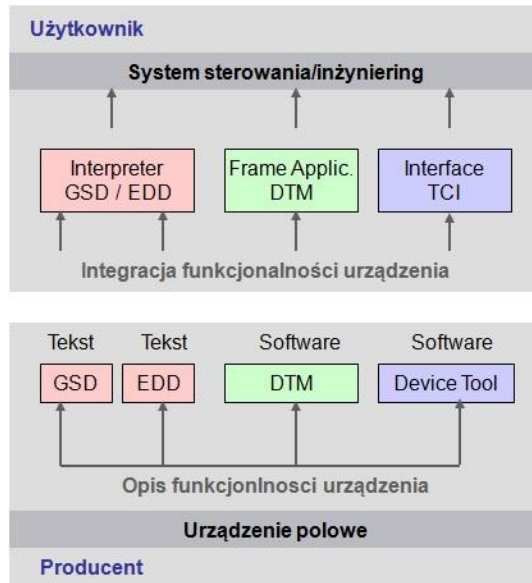 Użytkownik
System sterowania/inżyniering
Interpreter
GSD / EDD
Frame Applic.
DTM
Interface
TCI
Integracja funkcjonalności urządzenia
Tekst Tekst Software Software
GSD EDD DTM Device Tool
Opis funkcjonlnosci urządzenia
Urządzenie polowe
Producent